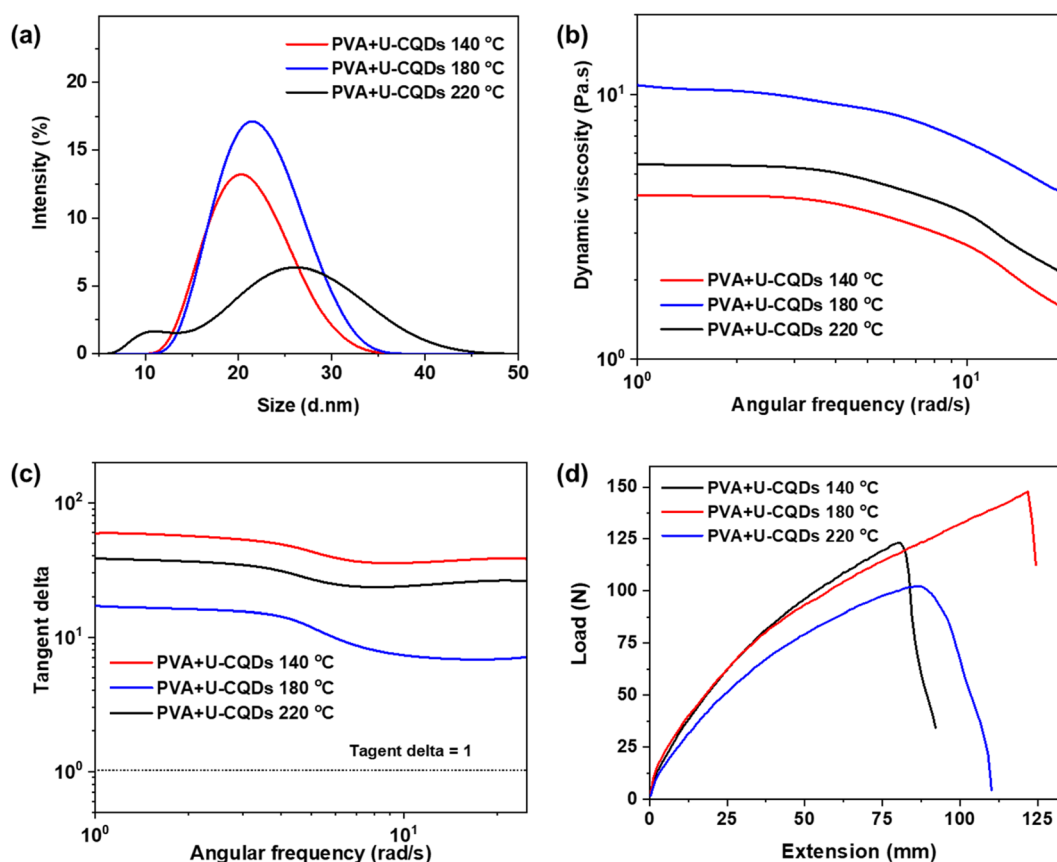 (a)
PVA+U-CQDs 140 °C
PVA+U-CQDs 180 °C
PVA+U-CQDs 220 °C
Intensity (%)
20
15
10
5
0
10 20 30 40 50
Size (d.nm)
(b)
Dynamic viscosity (Pa.s)
10¹
10⁰
PVA+U-CQDs 140 °C
PVA+U-CQDs 180 °C
PVA+U-CQDs 220 °C
10⁰ 10¹
Angular frequency (rad/s)
(c)
Tangent delta
10²
10¹
10⁰
PVA+U-CQDs 140 °C
PVA+U-CQDs 180 °C
PVA+U-CQDs 220 °C
Tagent delta = 1
10⁰ 10¹
Angular frequency (rad/s)
(d)
PVA+U-CQDs 140 °C
PVA+U-CQDs 180 °C
PVA+U-CQDs 220 °C
Load (N)
150
125
100
75
50
25
0
0 25 50 75 100 125
Extension (mm)